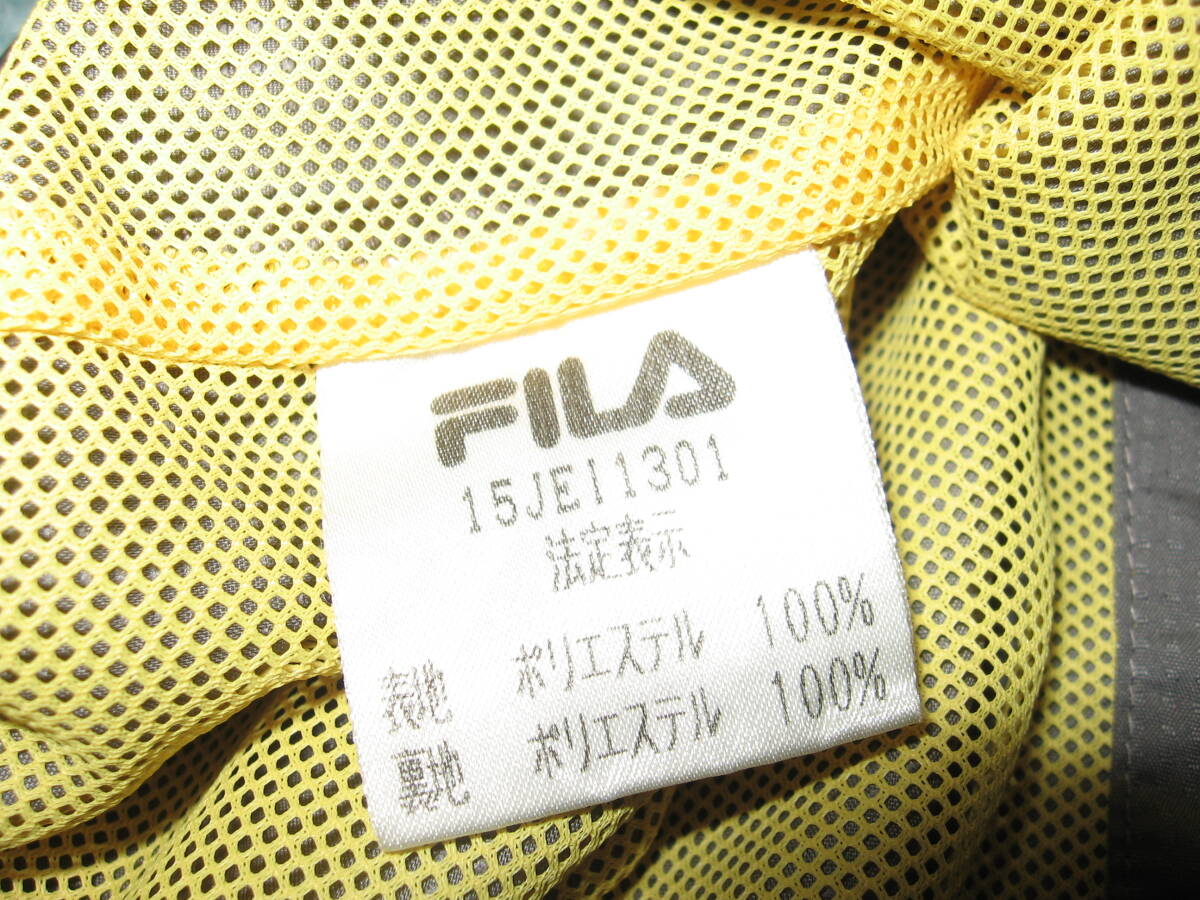 FILA
15JEI1301
法定表示
表地 ポリエステル 100%
裏地 ポリエステル 100%